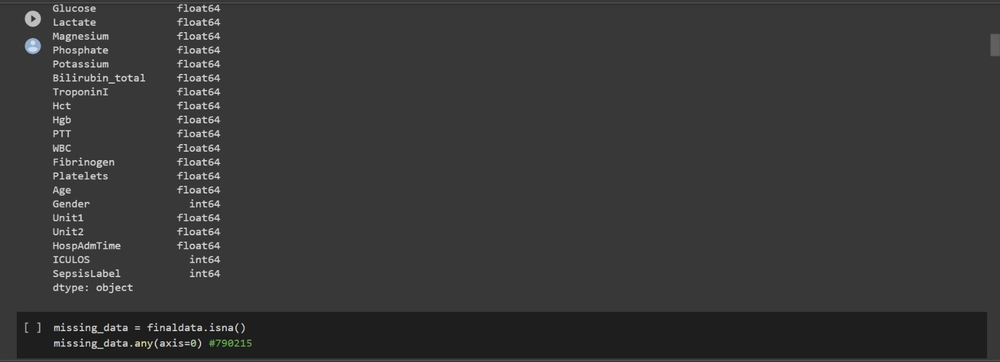 Glucose float64
Lactate float64
Magnesium float64
Phosphate float64
Potassium float64
Bilirubin_total float64
TroponinI float64
Hct float64
Hgb float64
PTT float64
WBC float64
Fibrinogen float64
Platelets float64
Age float64
Gender int64
Unit1 float64
Unit2 float64
HospAdmTime float64
ICULOS int64
SepsisLabel int64
dtype: object
[ ] missing_data = finaldata.isna()
missing_data.any(axis=0) #790215